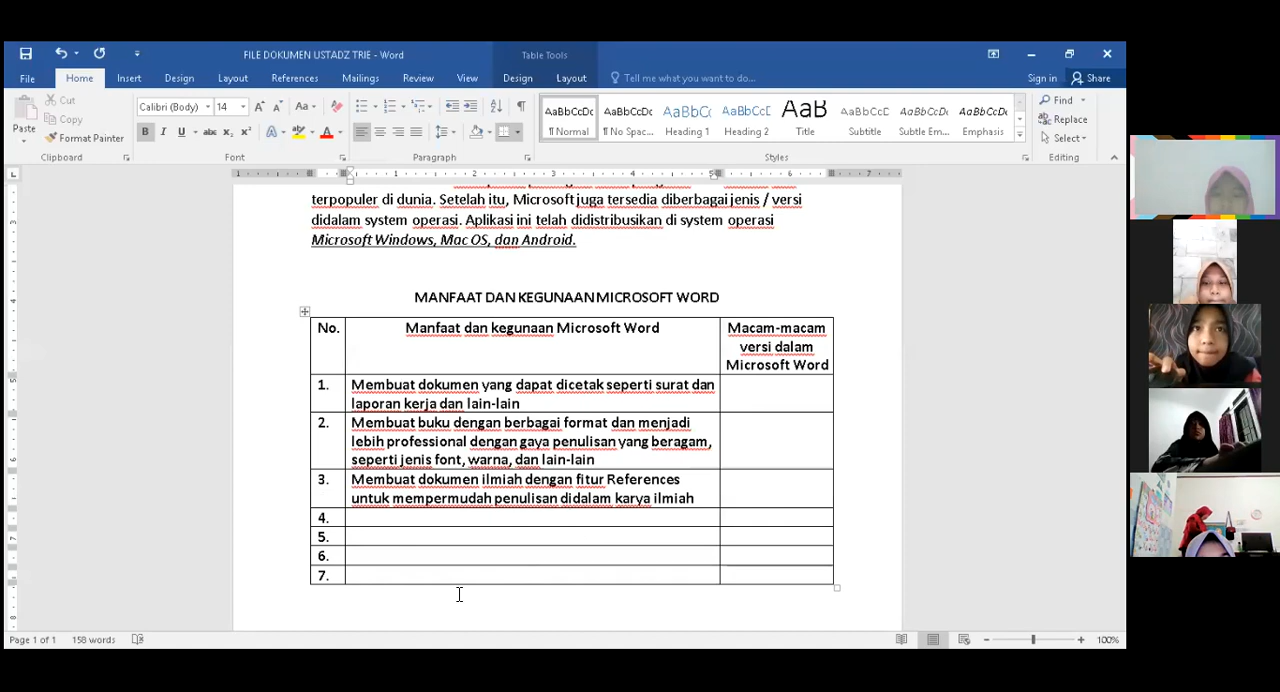 FILE DOKUMEN USTADZ TRIE - Word
Table Tools
File Home Insert Design Layout References Mailings Review View Design Layout Tell me what you want to do... Sign in Share
Paste
Cut
Copy
Format Painter
Calibri (Body) 14
Clipboard Font Paragraph Styles Editing
AaBbCcDc AaBbCcDc AaBbCc AaBbCcE AaB AaBbCcD AaBbCcDc AaBbCcDc
¶ Normal ¶ No Spac... Heading 1 Heading 2 Title Subtitle Subtle Em... Emphasis
Find
Replace
Select
terpopuler di dunia. Setelah itu, Microsoft juga tersedia diberbagai jenis / versi
didalam system operasi. Aplikasi ini telah didistribusikan di system operasi
Microsoft Windows, Mac OS, dan Android.
MANFAAT DAN KEGUNAAN MICROSOFT WORD
No. Manfaat dan kegunaan Microsoft Word Macam-macam
versi dalam
Microsoft Word
1. Membuat dokumen yang dapat dicetak seperti surat dan
laporan kerja dan lain-lain
2. Membuat buku dengan berbagai format dan menjadi
lebih professional dengan gaya penulisan yang beragam,
seperti jenis font, warna, dan lain-lain
3. Membuat dokumen ilmiah dengan fitur References
untuk mempermudah penulisan didalam karya ilmiah
4.
5.
6.
7.
Page 1 of 1 158 words 100%